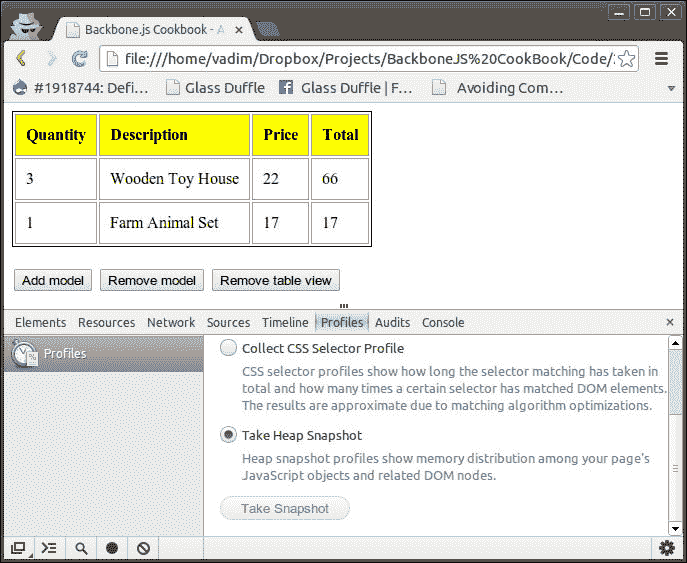 Backbone.js Cookbook - A
file:///home/vadim/Dropbox/Projects/BackboneJS%20CookBook/Code/
#1918744: Defi... Glass Duffle Glass Duffle | F... Avoiding Com...
Quantity Description Price Total
3 Wooden Toy House 22 66
1 Farm Animal Set 17 17
Add model Remove model Remove table view
Elements Resources Network Sources Timeline Profiles Audits Console
Profiles
Collect CSS Selector Profile
CSS selector profiles show how long the selector matching has taken in
total and how many times a certain selector has matched DOM elements.
The results are approximate due to matching algorithm optimizations.
Take Heap Snapshot
Heap snapshot profiles show memory distribution among your page's
JavaScript objects and related DOM nodes.
Take Snapshot